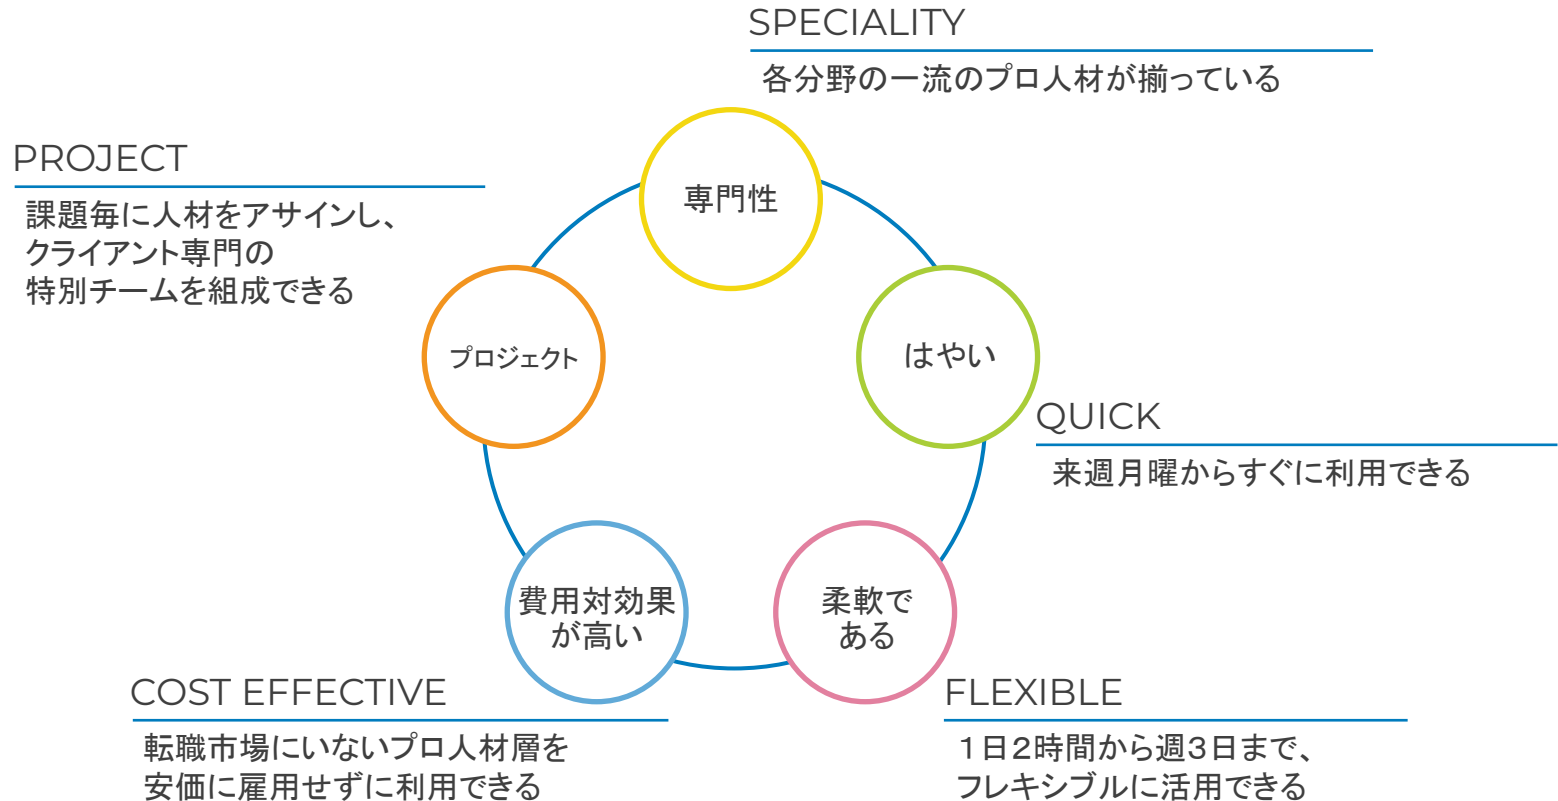 SPECIALITY
各分野の一流のプロ人材が揃っている
専門性
PROJECT
課題毎に人材をアサインし、
クライアント専門の
特別チームを組成できる
プロジェクト
はやい
QUICK
来週月曜からすぐに利用できる
費用対効果
が高い
COST EFFECTIVE
転職市場にいないプロ人材層を
安価に雇用せずに利用できる
柔軟で
ある
FLEXIBLE
1日2時間から週3日まで、
フレキシブルに活用できる